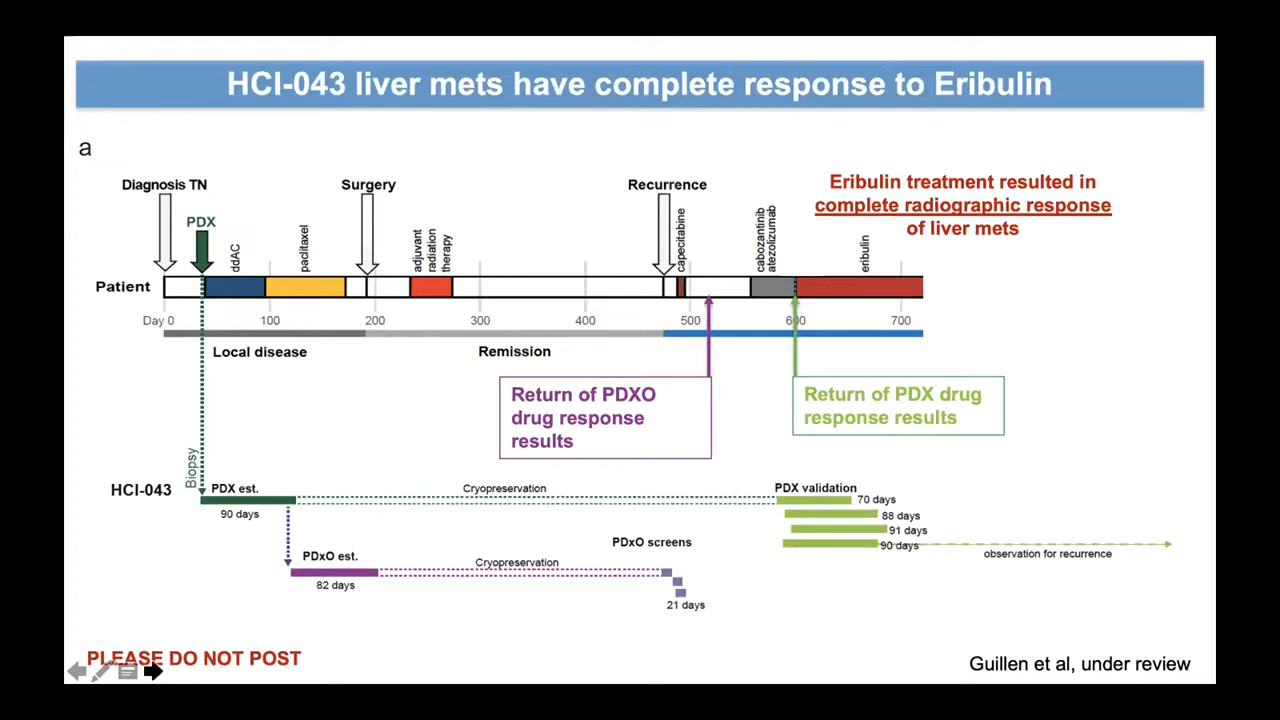 HCI-043 liver mets have complete response to Eribulin
a
Diagnosis TN
PDX
Surgery
Recurrence
Eribulin treatment resulted in
complete radiographic response
of liver mets
ddAC
paclitaxel
adjuvant
radiation
therapy
capecitabine
cabozantinib
atezolizumab
eribulin
Patient
Day 0
100
200
300
400
500
600
700
Local disease
Remission
Return of PDXO
drug response
results
Return of PDX drug
response results
Biopsy
HCI-043
PDX est.
90 days
Cryopreservation
PDX validation
70 days
88 days
91 days
90 days
observation for recurrence
PDxO est.
82 days
Cryopreservation
PDxO screens
21 days
PLEASE DO NOT POST
Guillen et al, under review